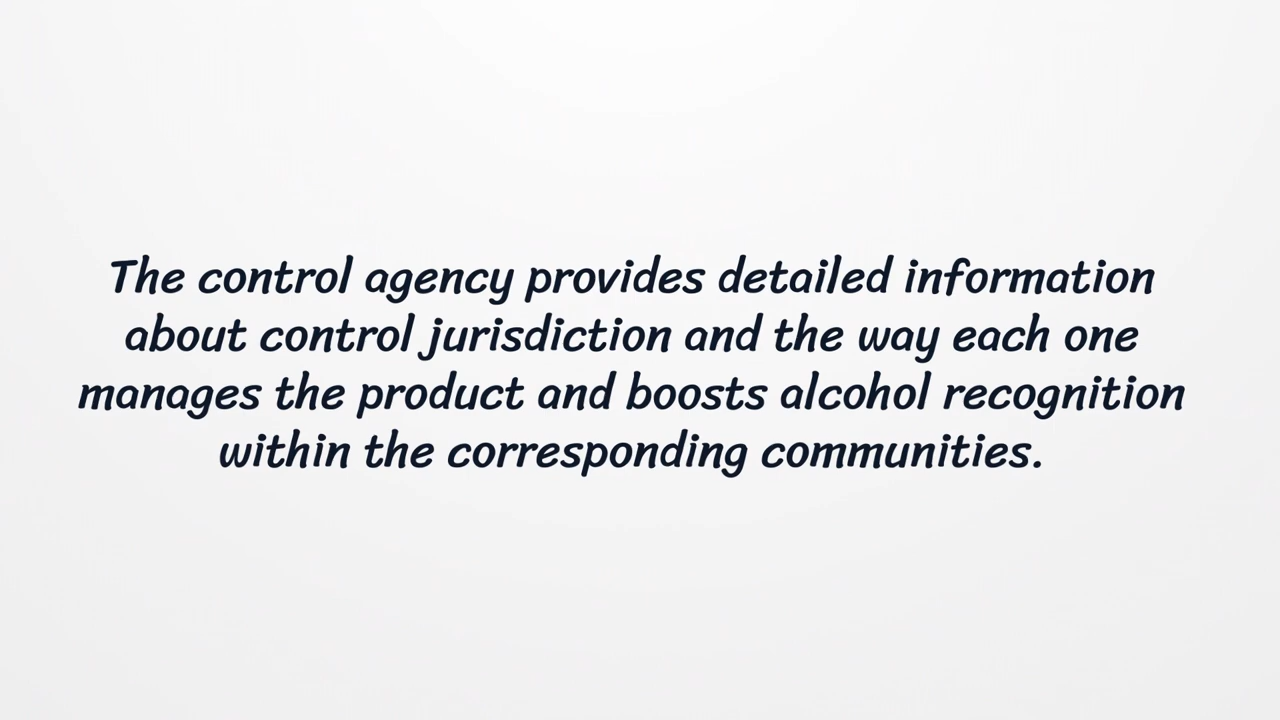 The control agency provides detailed information
about control jurisdiction and the way each one
manages the product and boosts alcohol recognition
within the corresponding communities.